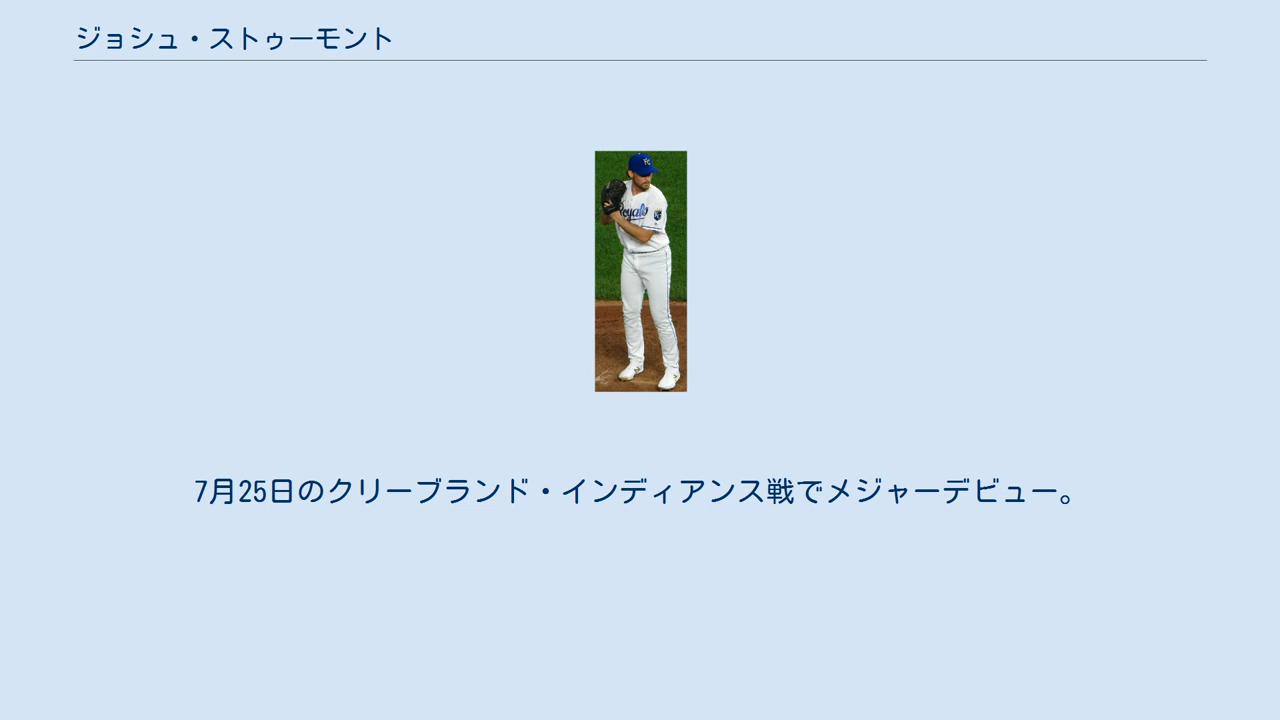 ジョシュ・ストゥーモント
Royals
7月25日のクリーブランド・インディアンス戦でメジャーデビュー。